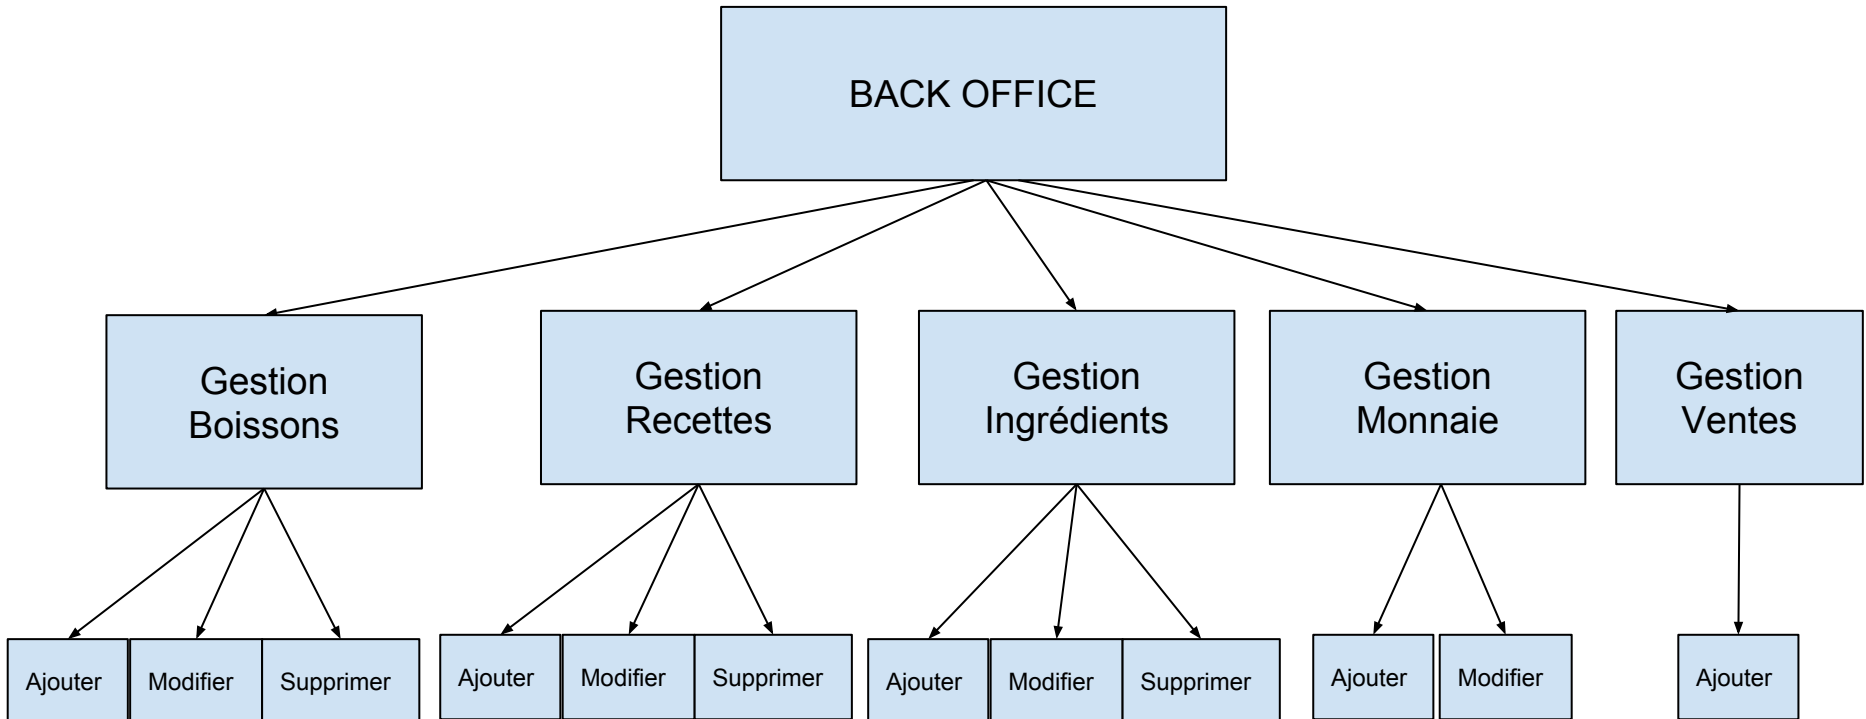 BACK OFFICE
Gestion
Boissons
Gestion
Recettes
Gestion
Ingrédients
Gestion
Monnaie
Gestion
Ventes
Ajouter
Modifier
Supprimer
Ajouter
Modifier
Supprimer
Ajouter
Modifier
Supprimer
Ajouter
Modifier
Ajouter